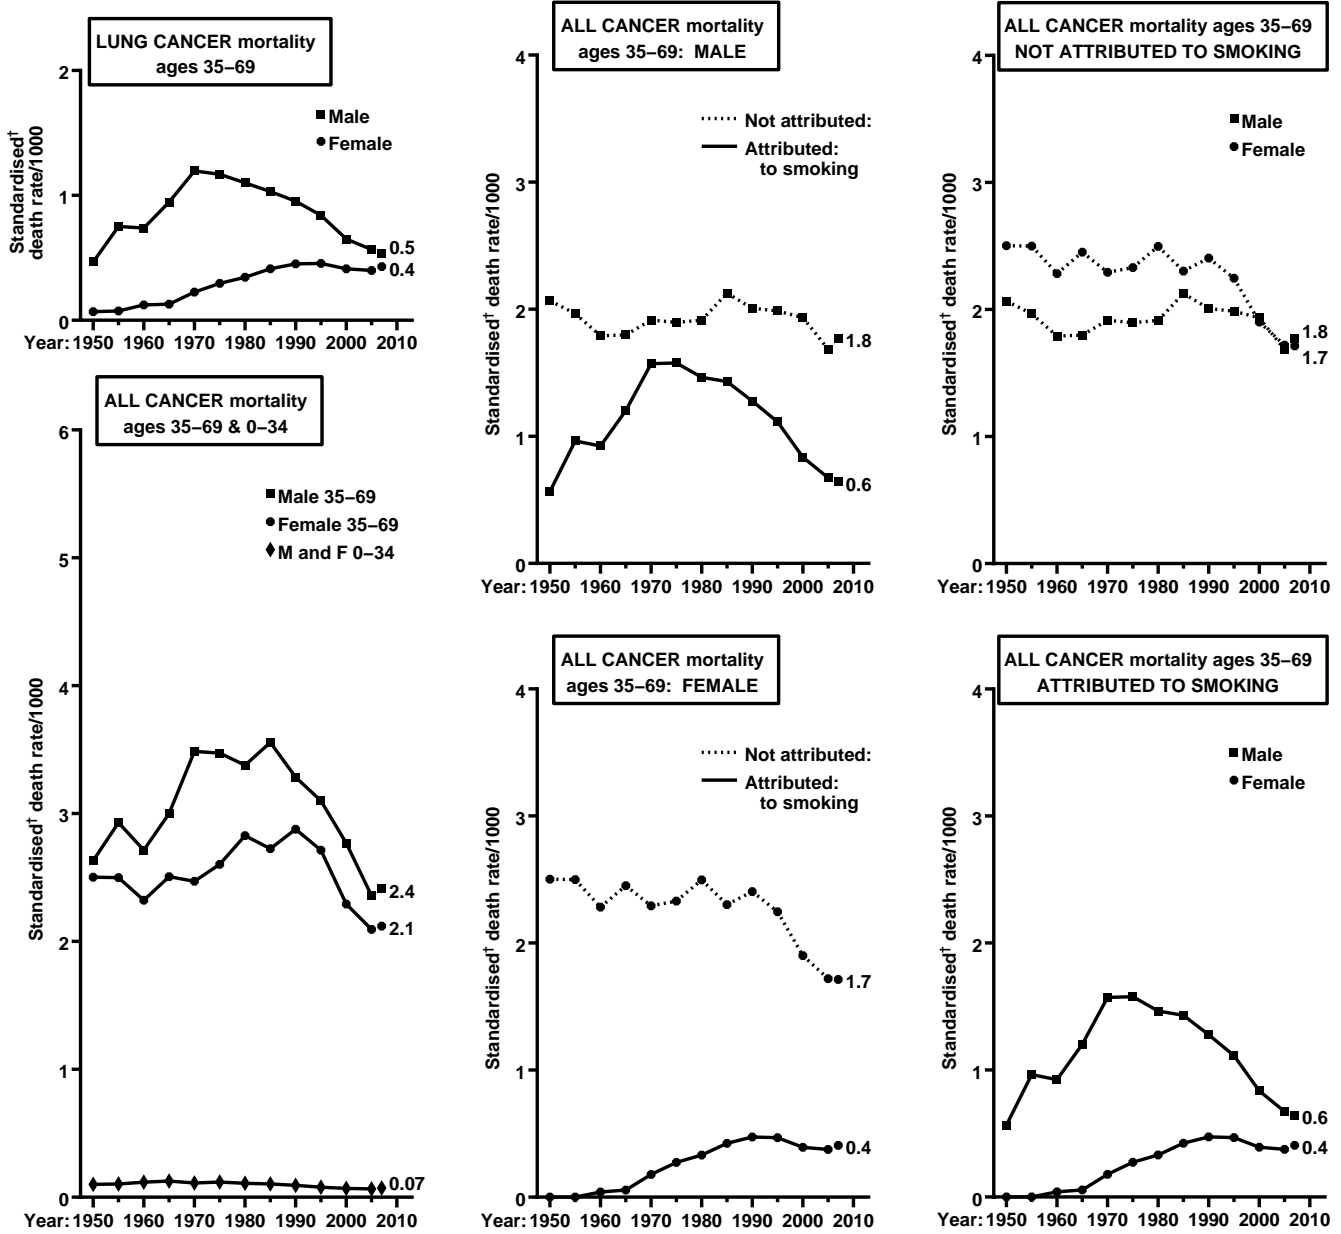 LUNG CANCER mortality
ages 35–69
Standardised†
death rate/1000
2
1
0
Male
Female
0.5
0.4
Year: 1950 1960 1970 1980 1990 2000 2010
ALL CANCER mortality
ages 35–69 & 0–34
Standardised† death rate/1000
6
5
4
3
2
1
0
Male 35–69
Female 35–69
M and F 0–34
2.4
2.1
0.07
Year: 1950 1960 1970 1980 1990 2000 2010
ALL CANCER mortality
ages 35–69: MALE
Standardised† death rate/1000
4
3
2
1
0
Not attributed:
Attributed:
to smoking
1.8
0.6
Year: 1950 1960 1970 1980 1990 2000 2010
ALL CANCER mortality
ages 35–69: FEMALE
Standardised† death rate/1000
4
3
2
1
0
Not attributed:
Attributed:
to smoking
1.7
0.4
Year: 1950 1960 1970 1980 1990 2000 2010
ALL CANCER mortality ages 35–69
NOT ATTRIBUTED TO SMOKING
Standardised† death rate/1000
4
3
2
1
0
Male
Female
1.8
1.7
Year: 1950 1960 1970 1980 1990 2000 2010
ALL CANCER mortality ages 35–69
ATTRIBUTED TO SMOKING
Standardised† death rate/1000
4
3
2
1
0
Male
Female
0.6
0.4
Year: 1950 1960 1970 1980 1990 2000 2010